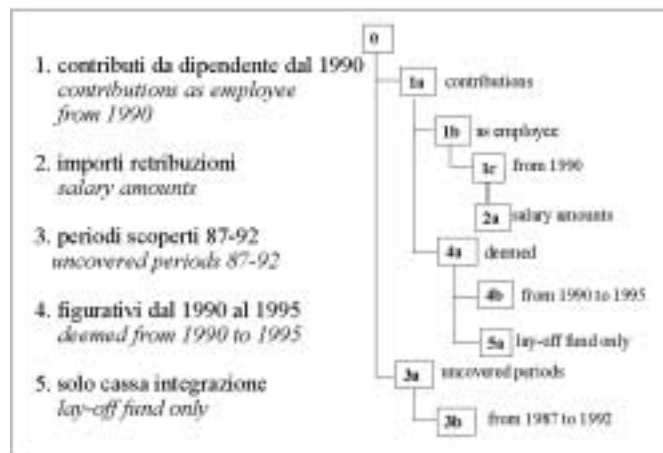 1. contributi da dipendente dal 1990
contributions as employee
from 1990
2. importi retribuzioni
salary amounts
3. periodi scoperti 87-92
uncovered periods 87-92
4. figurativi dal 1990 al 1995
deemed from 1990 to 1995
5. solo cassa integrazione
lay-off fund only
0
1a contributions
1b as employee
1c from 1990
2a salary amounts
4a deemed
4b from 1990 to 1995
5a lay-off fund only
3a uncovered periods
3b from 1987 to 1992